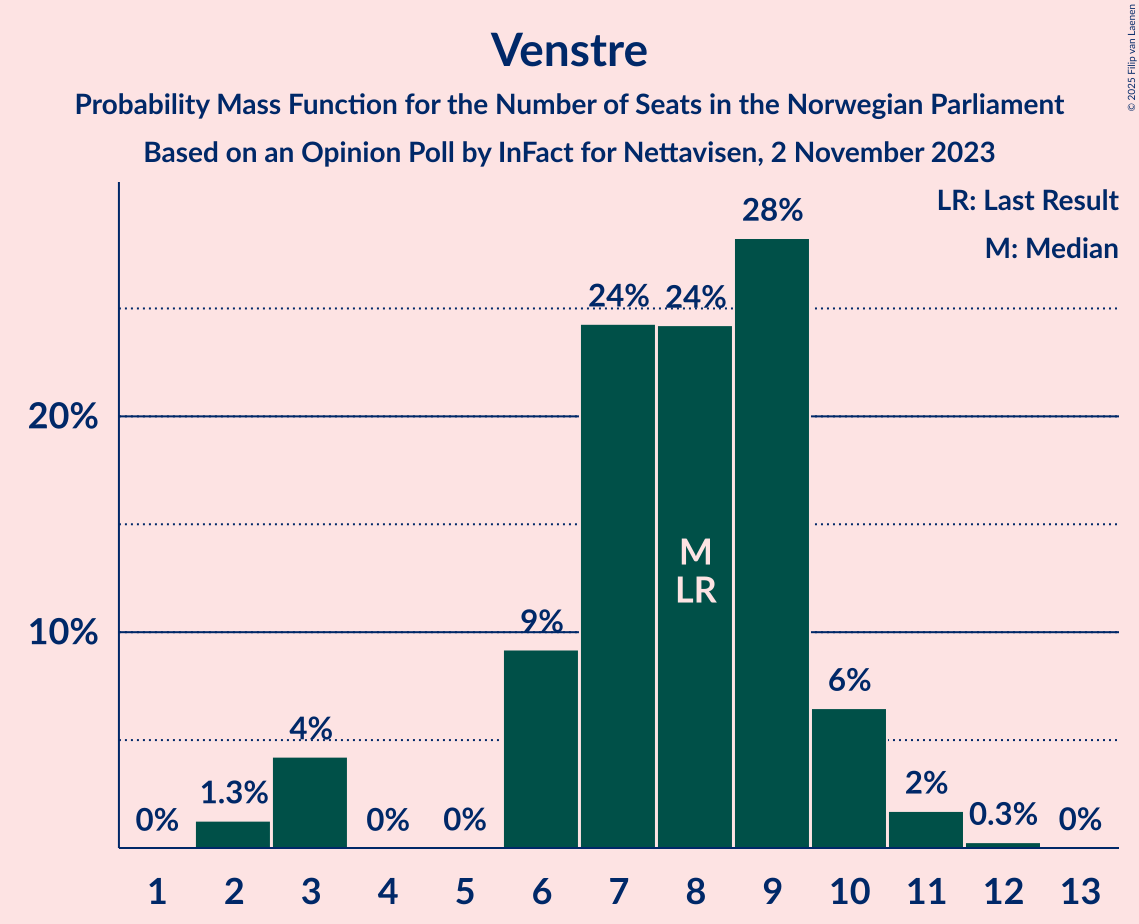 Venstre
Probability Mass Function for the Number of Seats in the Norwegian Parliament
Based on an Opinion Poll by InFact for Nettavisen, 2 November 2023
© 2025 Filip van Laenen
LR: Last Result
M: Median
28%
24% 24%
20%
M
LR
10%
9%
6%
4%
2%
1.3%
0.3%
0% 0% 0% 0%
1 2 3 4 5 6 7 8 9 10 11 12 13